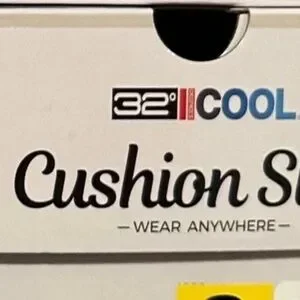 32° COOL
Cushion
— WEAR ANYWHERE —